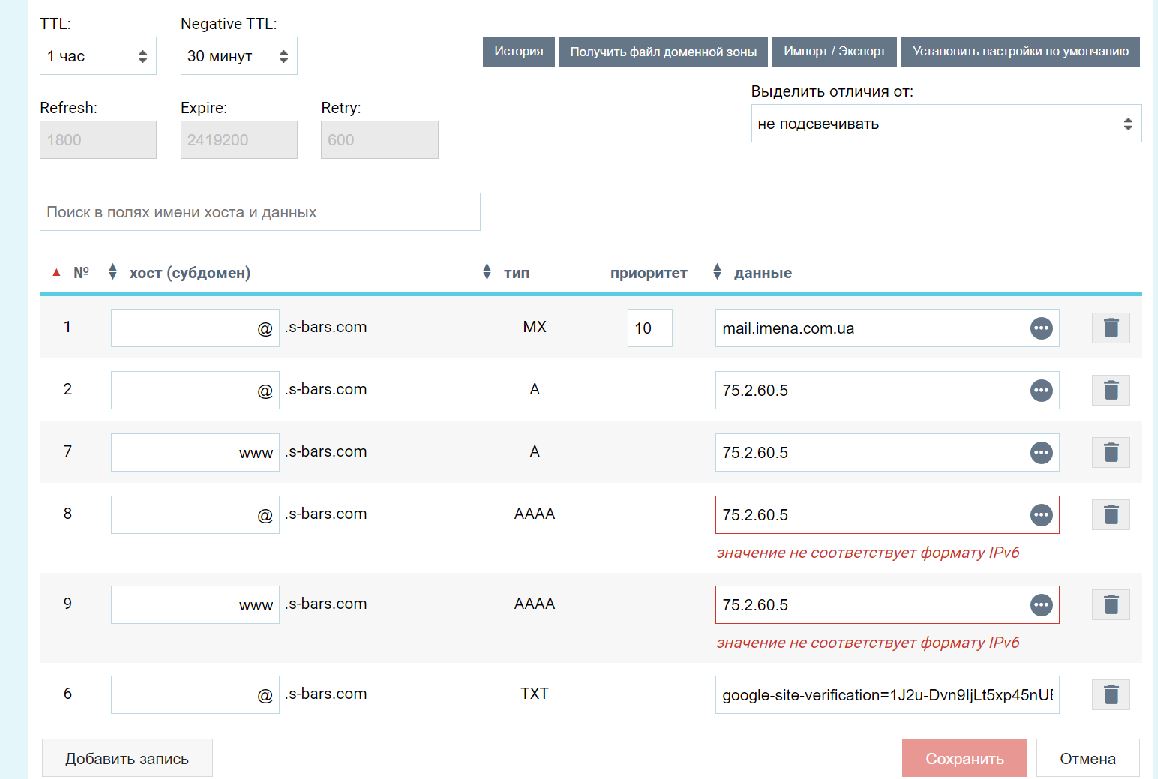 TTL: Negative TTL:
1 час 30 минут
История Получить файл доменной зоны Импорт / Экспорт Установить настройки по умолчанию
Refresh: Expire: Retry:
1800 2419200 600
Выделить отличия от:
не подсвечивать
Поиск в полях имени хоста и данных
№ хост (субдомен) тип приоритет данные
1 @ .s-bars.com MX 10 mail.imena.com.ua
2 @ .s-bars.com A 75.2.60.5
7 www .s-bars.com A 75.2.60.5
8 @ .s-bars.com AAAA 75.2.60.5
значение не соответствует формату IPv6
9 www .s-bars.com AAAA 75.2.60.5
значение не соответствует формату IPv6
6 @ .s-bars.com TXT google-site-verification=1J2u-Dvn9IjLt5xp45nUE
Добавить запись Сохранить Отмена